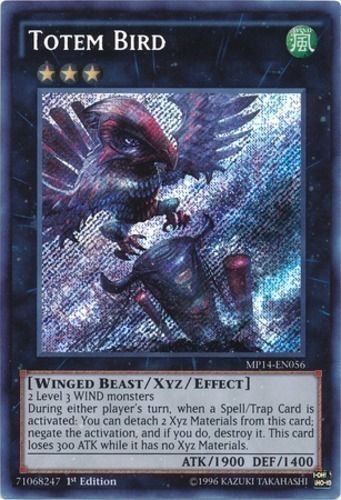 TOTEM BIRD
風
MP14-EN056
[WINGED BEAST/XYZ/EFFECT]
2 Level 3 WIND monsters
During either player's turn, when a Spell/Trap Card is
activated: You can detach 2 Xyz Materials from this card;
negate the activation, and if you do, destroy it. This card
loses 300 ATK while it has no Xyz Materials.
ATK/1900 DEF/1400
71068247 1st Edition ©1996 KAZUKI TAKAHASHI